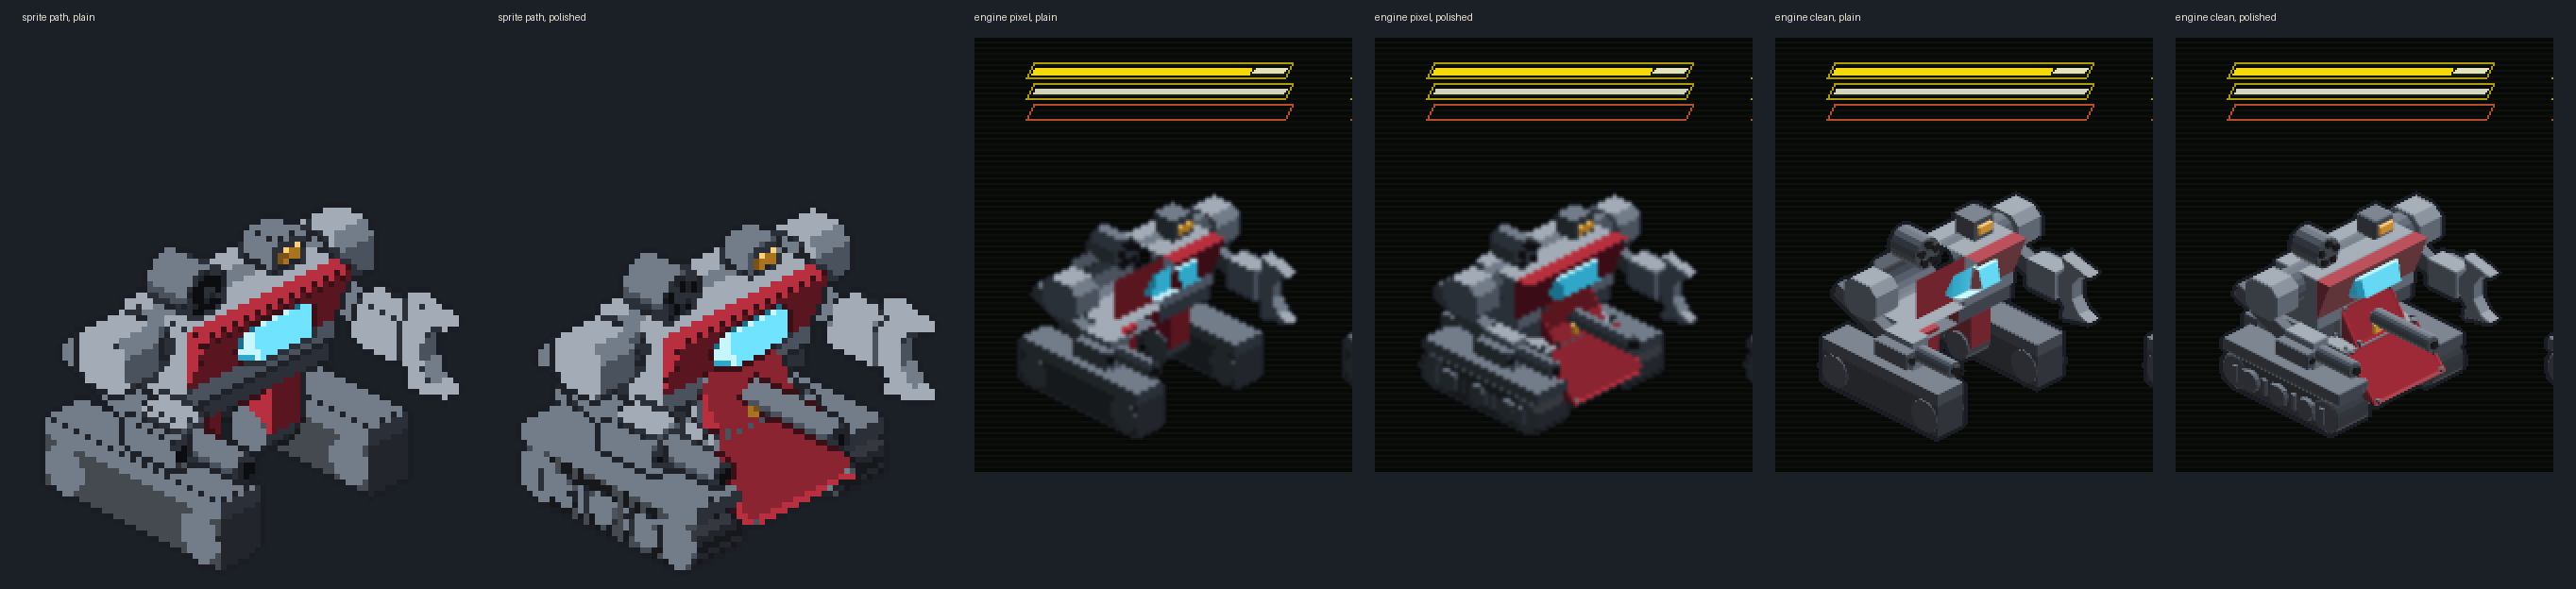 sprite path, plain
sprite path, polished
engine pixel, plain
engine pixel, polished
engine clean, plain
engine clean, polished